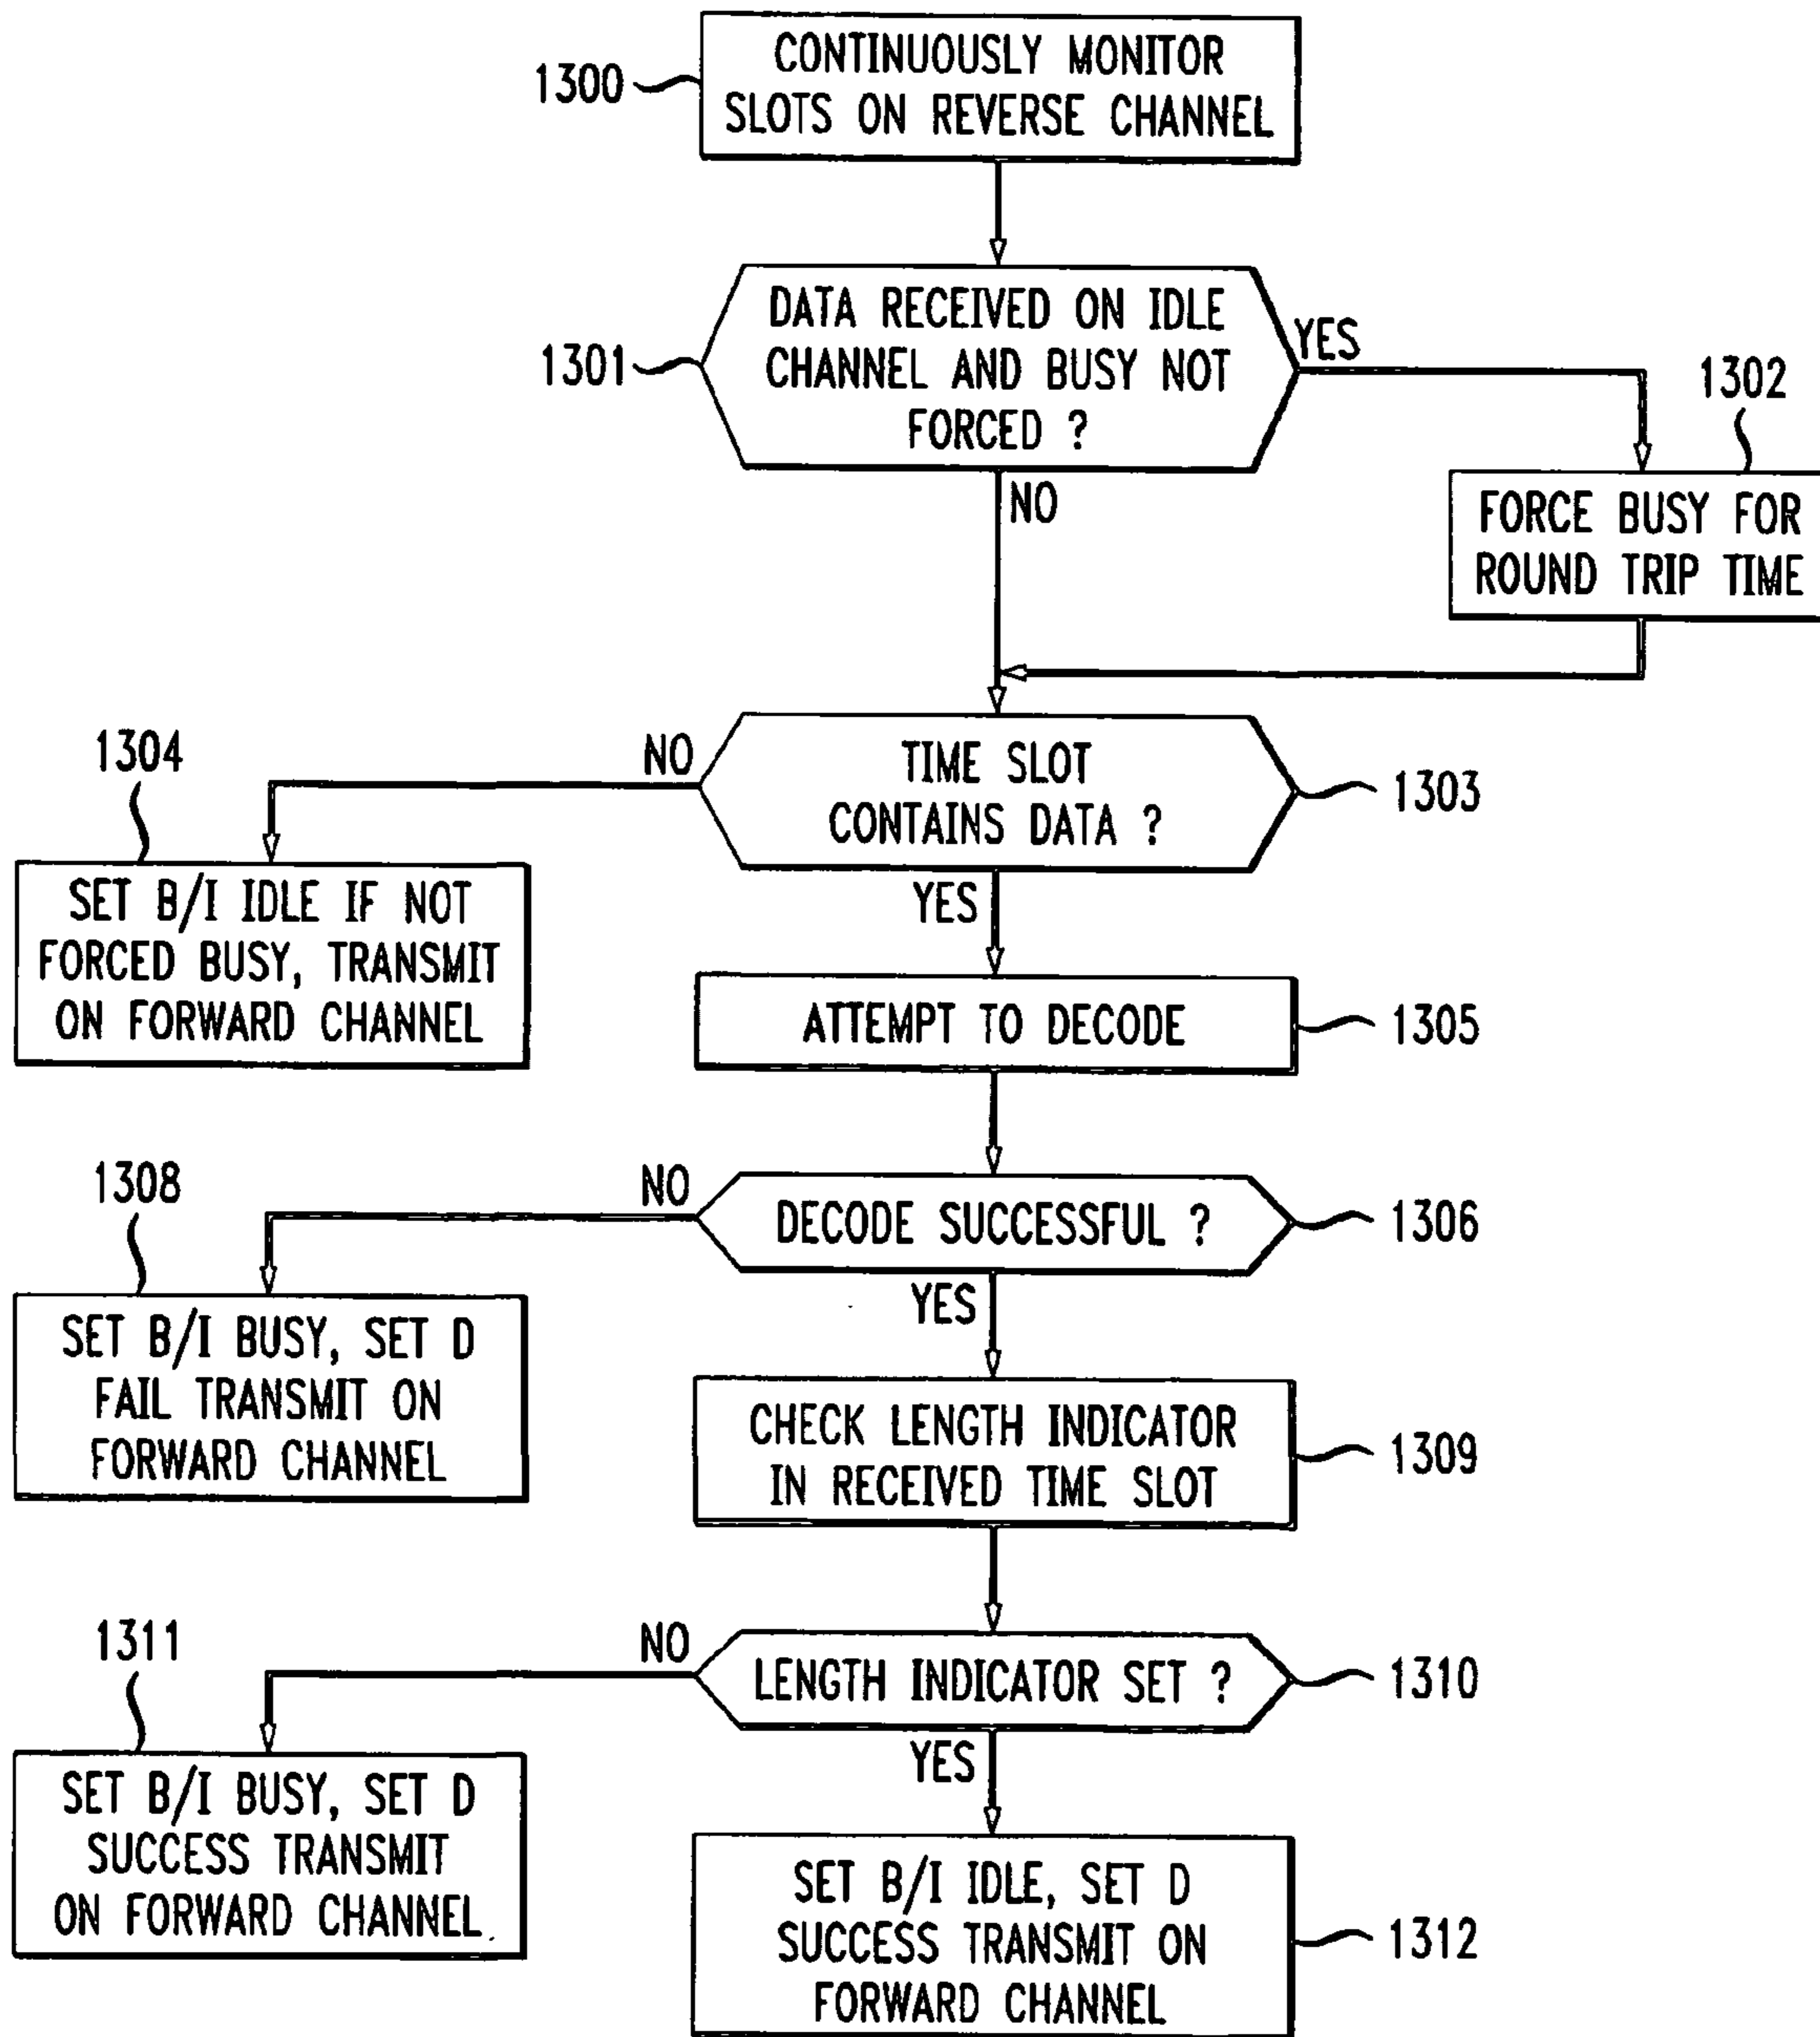 CONTINUOUSLY MONITOR
SLOTS ON REVERSE CHANNEL
1300
DATA RECEIVED ON IDLE
CHANNEL AND BUSY NOT
FORCED ?
1301
YES
1302
NO
FORCE BUSY FOR
ROUND TRIP TIME
1304
NO
TIME SLOT
CONTAINS DATA ?
1303
SET B/I IDLE IF NOT
FORCED BUSY, TRANSMIT
ON FORWARD CHANNEL
YES
ATTEMPT TO DECODE
1305
1308
NO
DECODE SUCCESSFUL ?
1306
YES
SET B/I BUSY, SET D
FAIL TRANSMIT ON
FORWARD CHANNEL
CHECK LENGTH INDICATOR
IN RECEIVED TIME SLOT
1309
1311
NO
LENGTH INDICATOR SET ?
1310
YES
SET B/I BUSY, SET D
SUCCESS TRANSMIT
ON FORWARD CHANNEL
SET B/I IDLE, SET D
SUCCESS TRANSMIT ON
FORWARD CHANNEL
1312